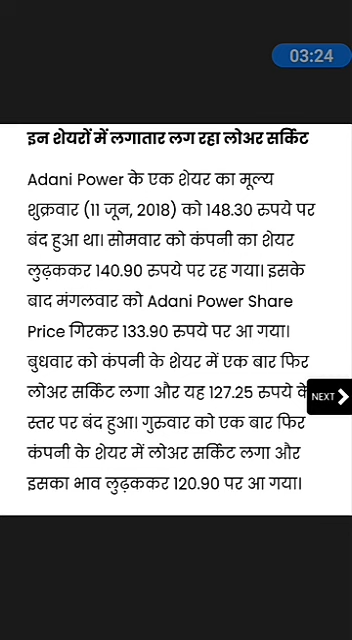 03:24
इन शेयरों में लगातार लग रहा लोअर सर्किट
Adani Power के एक शेयर का मूल्य
शुक्रवार (11 जून, 2018) को 148.30 रुपये पर
बंद हुआ था। सोमवार को कंपनी का शेयर
लुढ़ककर 140.90 रुपये पर रह गया। इसके
बाद मंगलवार को Adani Power Share
Price गिरकर 133.90 रुपये पर आ गया।
बुधवार को कंपनी के शेयर में एक बार फिर
लोअर सर्किट लगा और यह 127.25 रुपये के
NEXT
स्तर पर बंद हुआ। गुरुवार को एक बार फिर
कंपनी के शेयर में लोअर सर्किट लगा और
इसका भाव लुढ़ककर 120.90 पर आ गया।